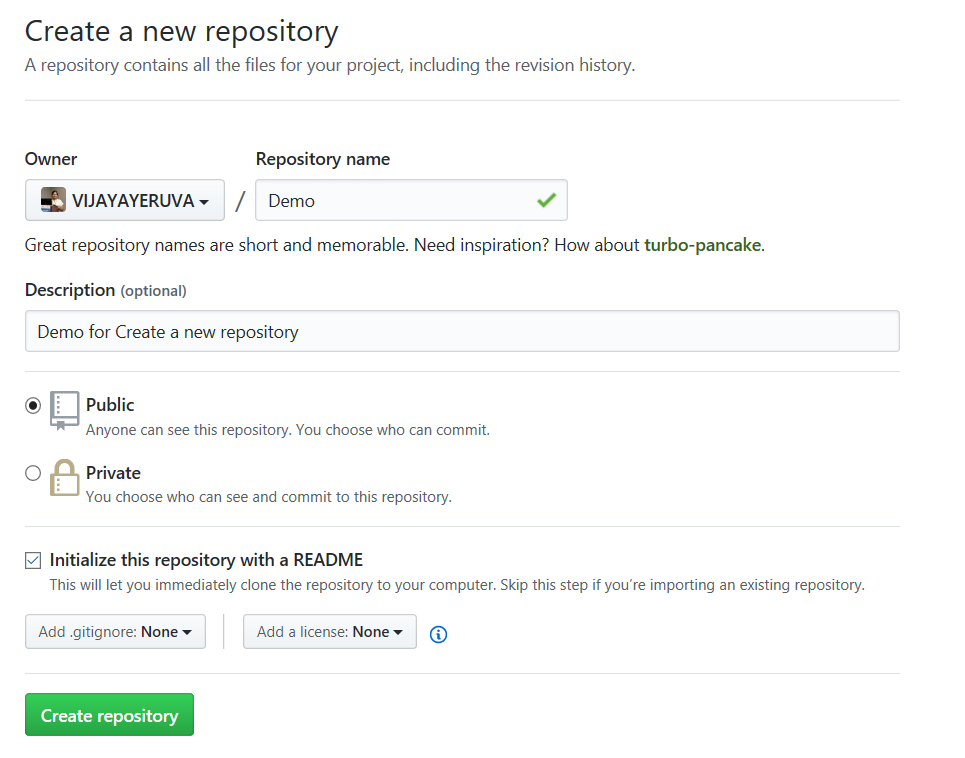 Create a new repository
A repository contains all the files for your project, including the revision history.
Owner
Repository name
VIJAYAYERUVA / Demo
Great repository names are short and memorable. Need inspiration? How about turbo-pancake.
Description (optional)
Demo for Create a new repository
Public
Anyone can see this repository. You choose who can commit.
Private
You choose who can see and commit to this repository.
Initialize this repository with a README
This will let you immediately clone the repository to your computer. Skip this step if you’re importing an existing repository.
Add .gitignore: None
Add a license: None
Create repository